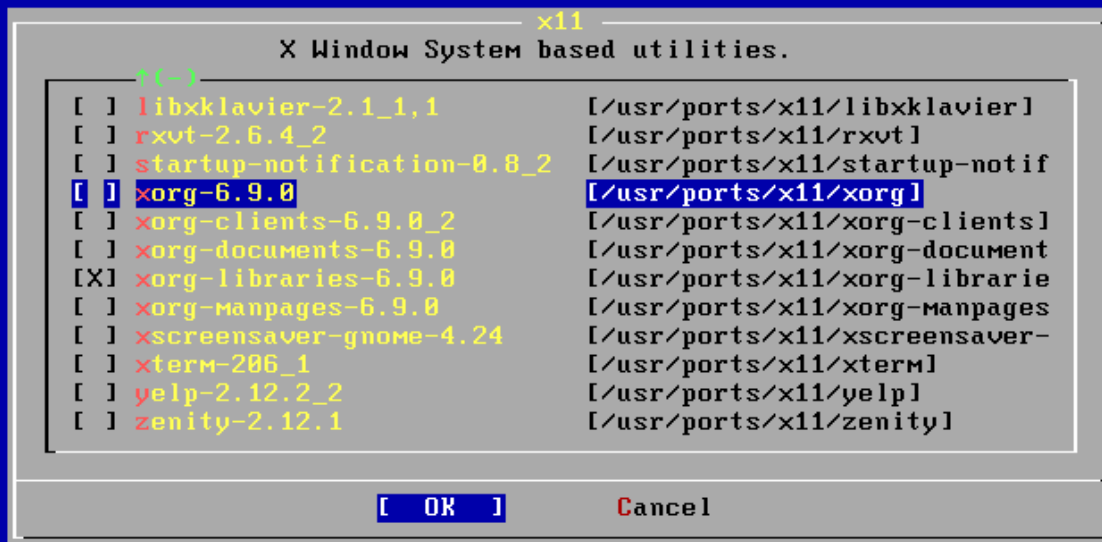 x11
X Window System based utilities.
↑(-)
[ ] libxklavier-2.1_1,1 [/usr/ports/x11/libxklavier]
[ ] rxvt-2.6.4_2 [/usr/ports/x11/rxvt]
[ ] startup-notification-0.8_2 [/usr/ports/x11/startup-notif
[ ] xorg-6.9.0 [/usr/ports/x11/xorg]
[ ] xorg-clients-6.9.0_2 [/usr/ports/x11/xorg-clients]
[ ] xorg-documents-6.9.0 [/usr/ports/x11/xorg-document
[X] xorg-libraries-6.9.0 [/usr/ports/x11/xorg-librarie
[ ] xorg-manpages-6.9.0 [/usr/ports/x11/xorg-manpages
[ ] xscreensaver-gnome-4.24 [/usr/ports/x11/xscreensaver-
[ ] xterm-206_1 [/usr/ports/x11/xterm]
[ ] yelp-2.12.2_2 [/usr/ports/x11/yelp]
[ ] zenity-2.12.1 [/usr/ports/x11/zenity]
[ OK ] Cancel